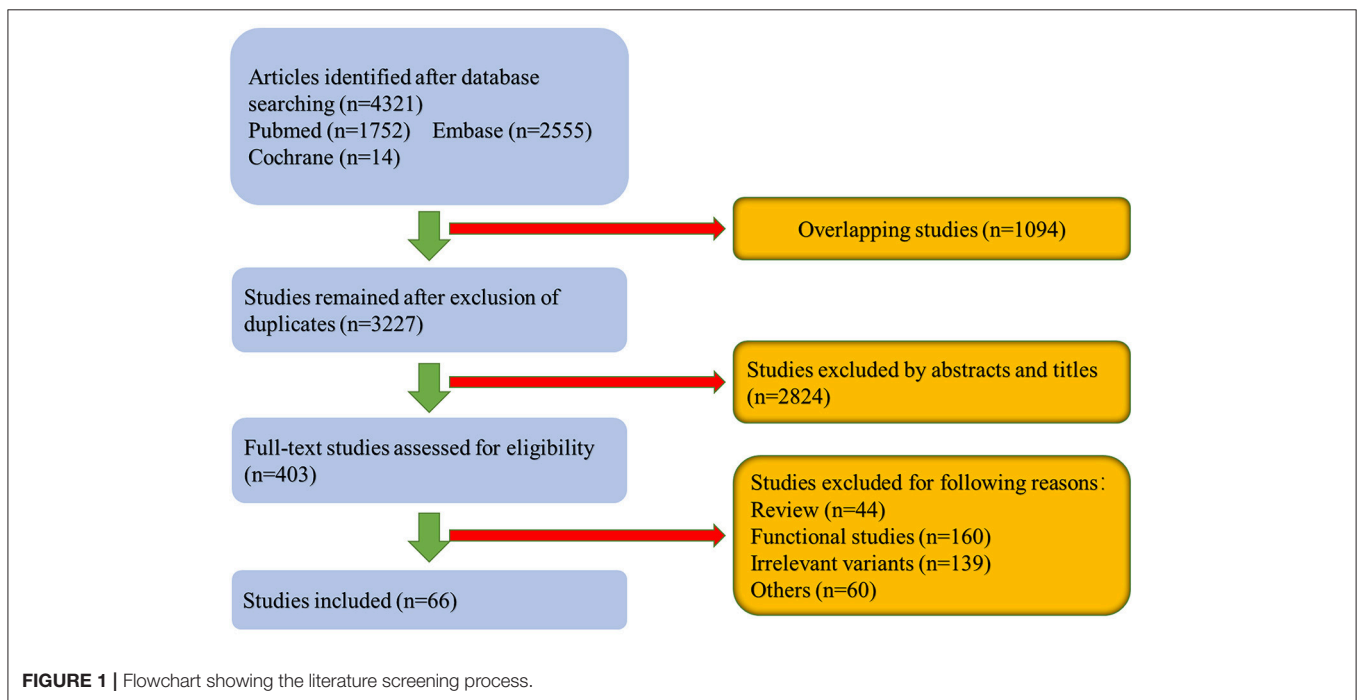 Articles identified after database
searching (n=4321)
Pubmed (n=1752) Embase (n=2555)
Cochrane (n=14)
Overlapping studies (n=1094)
Studies remained after exclusion of
duplicates (n=3227)
Studies excluded by abstracts and titles
(n=2824)
Full-text studies assessed for eligibility
(n=403)
Studies excluded for following reasons:
Review (n=44)
Functional studies (n=160)
Irrelevant variants (n=139)
Others (n=60)
Studies included (n=66)
FIGURE 1 | Flowchart showing the literature screening process.